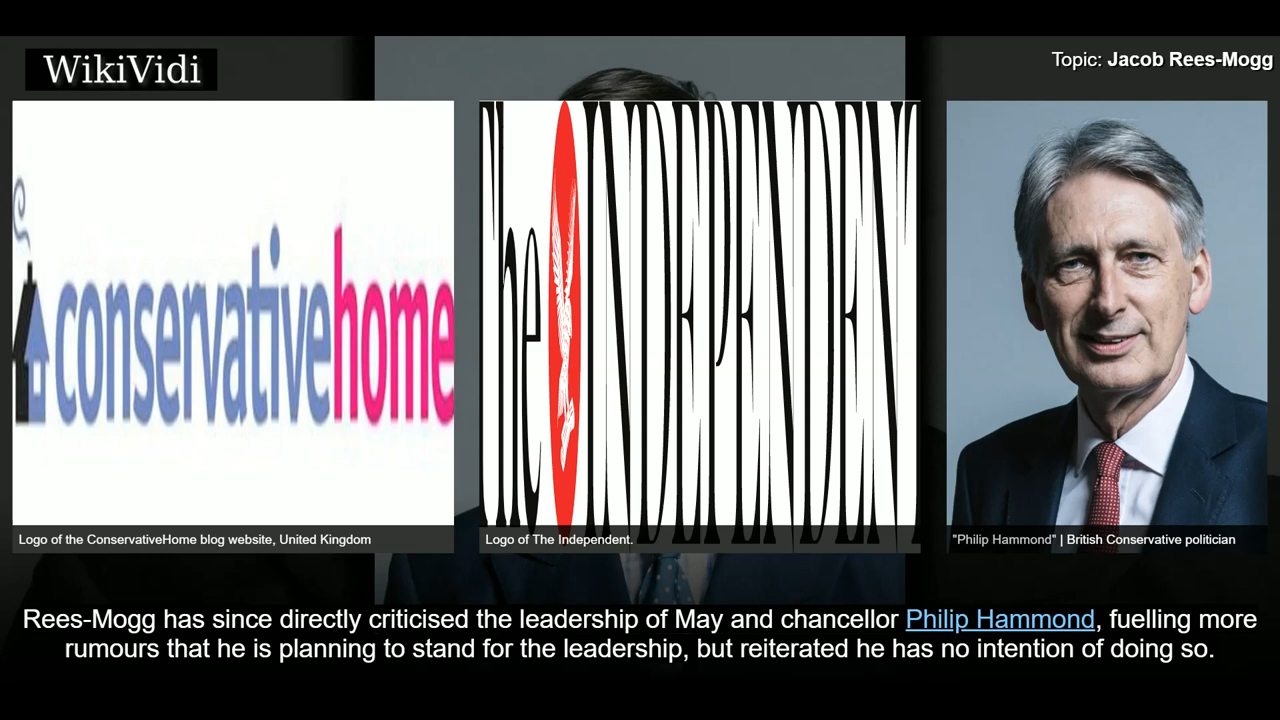 WikiVidi
Topic: Jacob Rees-Mogg
conservativehome
The INDEPENDENT
Logo of the ConservativeHome blog website, United Kingdom
Logo of The Independent.
"Philip Hammond" | British Conservative politician
Rees-Mogg has since directly criticised the leadership of May and chancellor Philip Hammond, fuelling more
rumours that he is planning to stand for the leadership, but reiterated he has no intention of doing so.